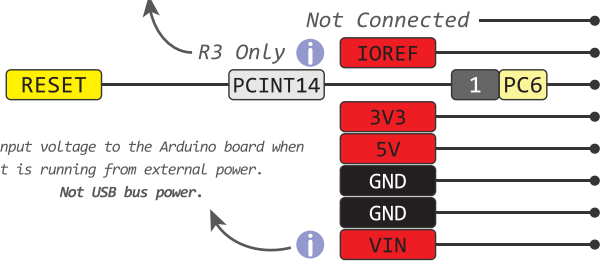 Not Connected
R3 Only i IOREF
RESET PCINT14 1 PC6
3V3
nput voltage to the Arduino board when
5V
t is running from external power.
GND
Not USB bus power.
GND
i VIN